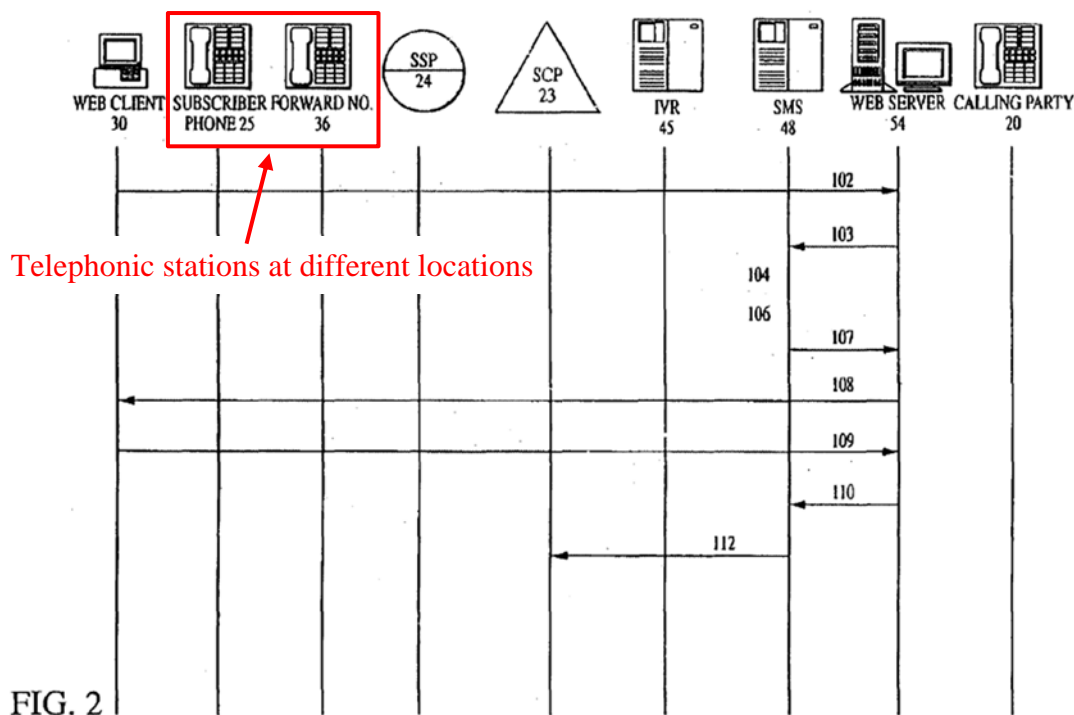 SSP
24
SCP
23
WEB CLIENT
30
SUBSCRIBER
PHONE 25
FORWARD NO.
36
IVR
45
SMS
48
WEB SERVER
54
CALLING PARTY
20
102
103
Telephonic stations at different locations
104
106
107
108
109
110
112
FIG. 2